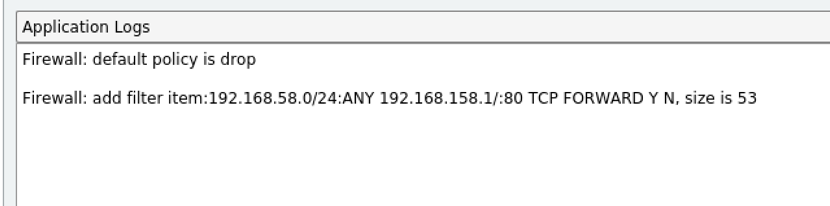 Application Logs
Firewall: default policy is drop
Firewall: add filter item:192.168.58.0/24:ANY 192.168.158.1/:80 TCP FORWARD Y N, size is 53